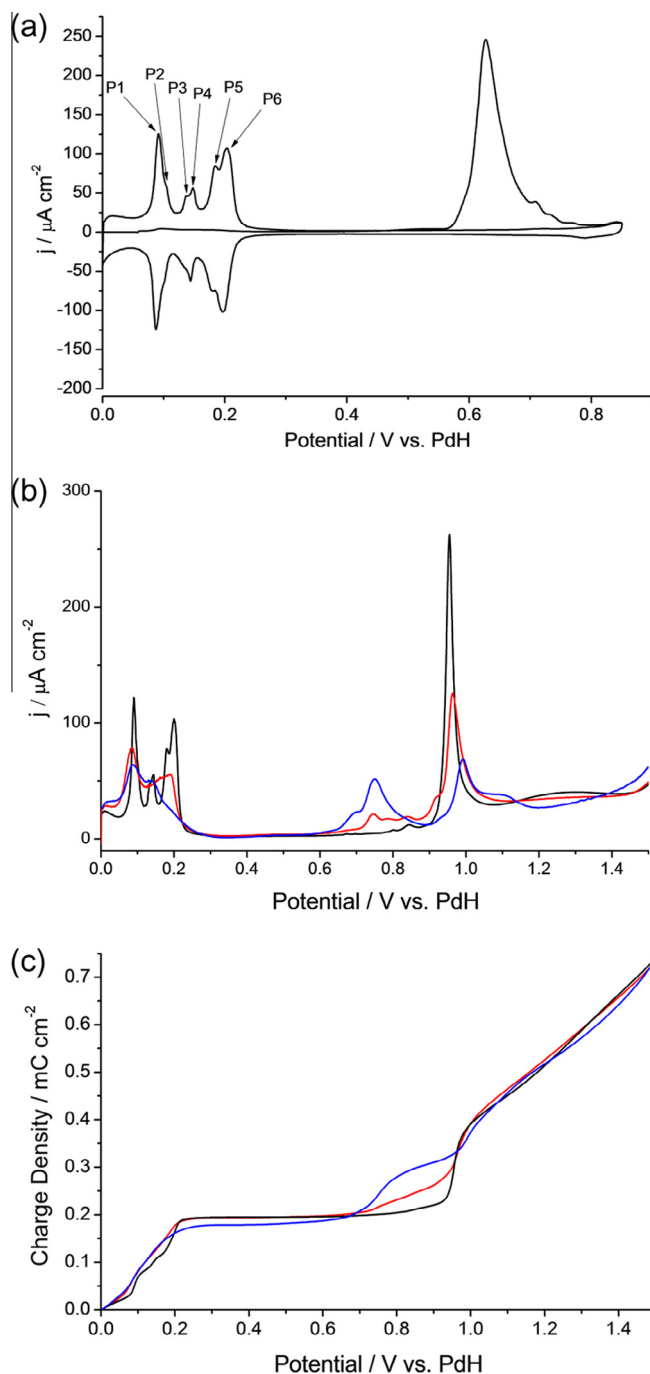 (a)
250
200
150
100
50
0
-50
-100
-150
-200
P1
P2
P3
P4
P5
P6
j / µA cm⁻²
0.0 0.2 0.4 0.6 0.8
Potential / V vs. PdH
(b)
300
200
100
0
j / µA cm⁻²
0.0 0.2 0.4 0.6 0.8 1.0 1.2 1.4
Potential / V vs. PdH
(c)
0.7
0.6
0.5
0.4
0.3
0.2
0.1
0.0
Charge Density / mC cm⁻²
0.0 0.2 0.4 0.6 0.8 1.0 1.2 1.4
Potential / V vs. PdH